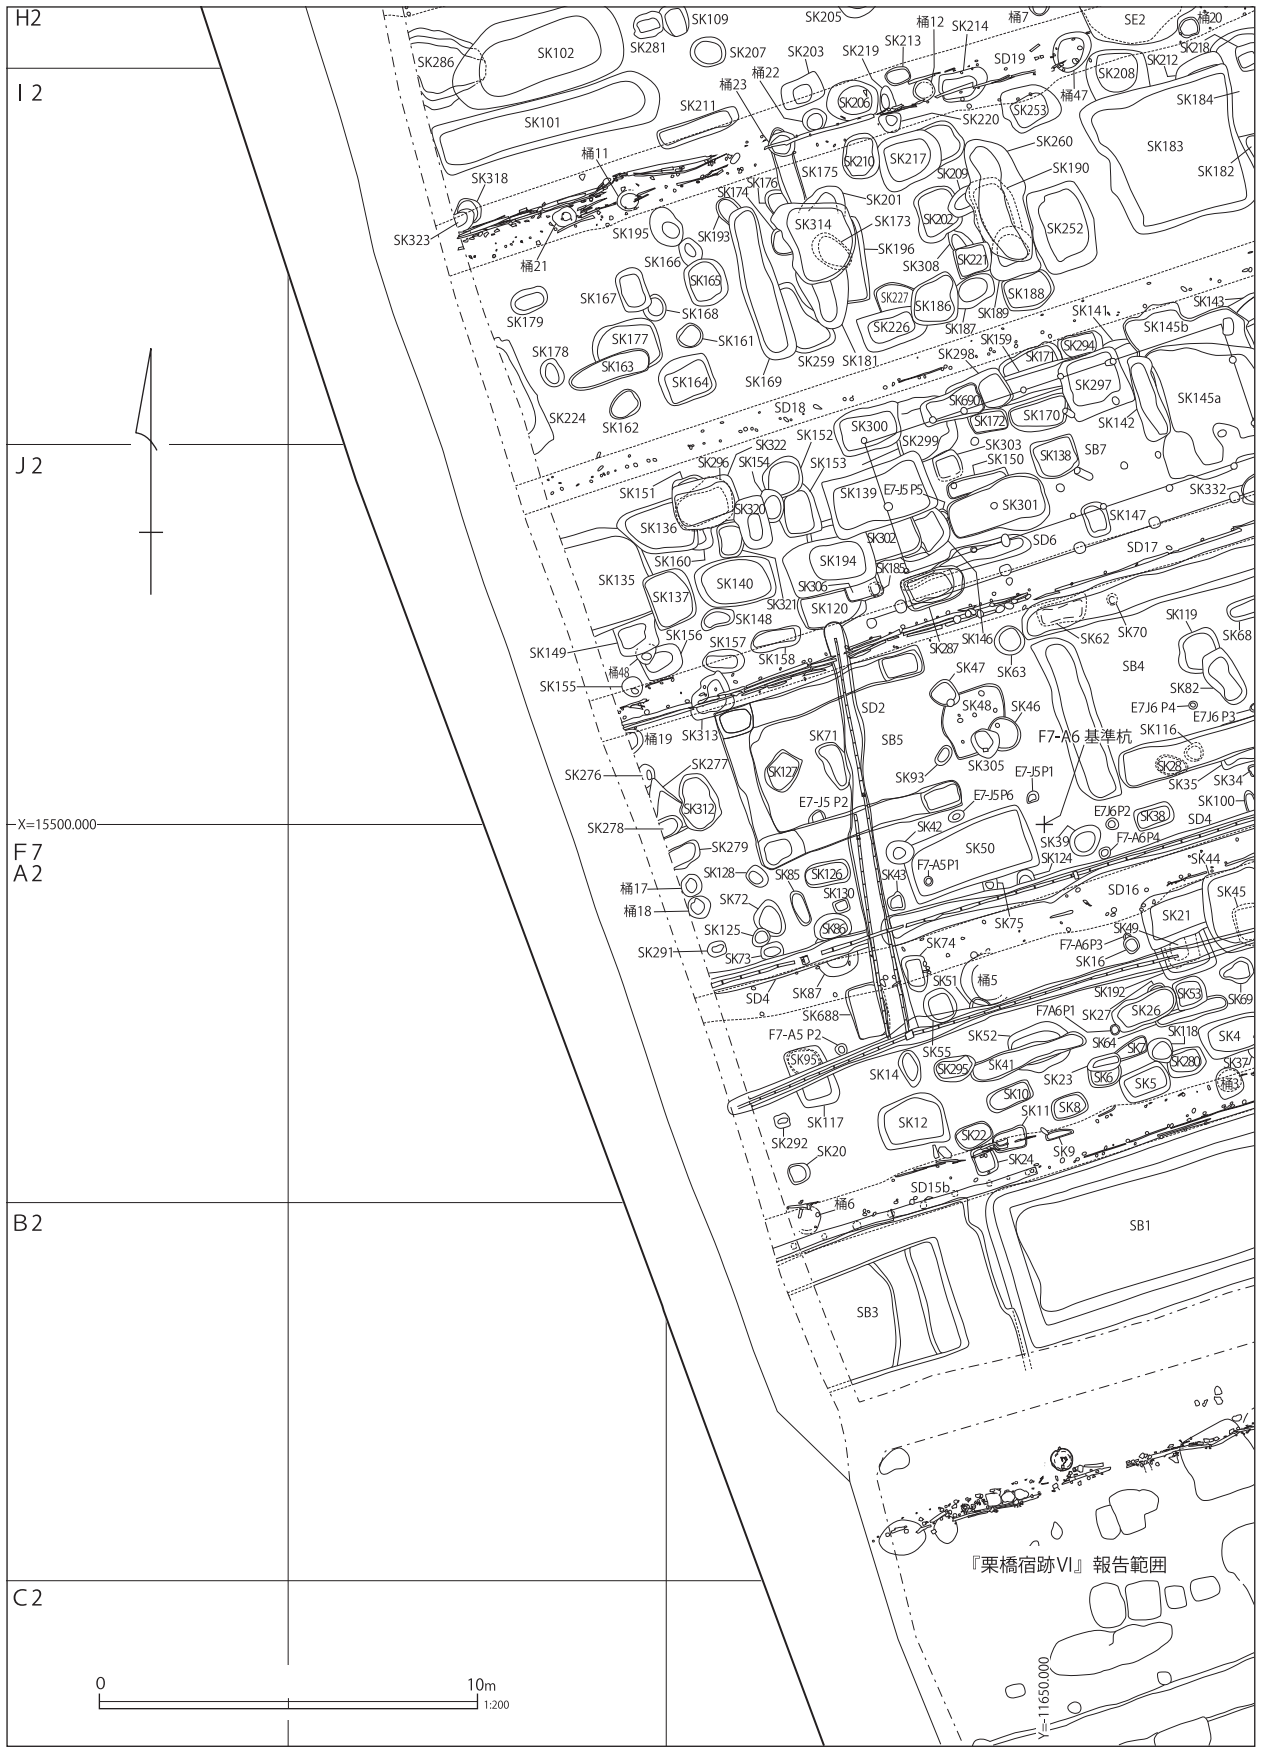 H2
SK205
桶7
SE2
桶20
SK109
SK281
桶12
SK214
SK102
SK207
SK203
SK219
SK213
SD19
SK218
SK286
桶22
SK212
SK208
I2
桶23
SK206
桶47
SK184
SK211
SK253
SK101
SK220
SK260
SK183
桶11
SK210
SK217
SK190
SK182
SK318
SK176
SK175
SK209
SK174
SK201
SK173
SK202
SK314
SK252
SK323
SK195
SK193
SK196
桶21
SK166
SK308
SK221
SK165
SK167
SK227
SK186
SK188
SK143
SK179
SK168
SK226
SK187
SK189
SK141
SK145b
SK177
SK161
SK159
SK294
SK178
SK163
SK259
SK181
SK298
SK171
SK164
SK169
SK297
SK690
SK145a
SD18
SK224
SK162
SK172
SK170
SK142
SK300
SK299
SK303
SB7
J2
SK322
SK152
SK138
SK296
SK154
SK153
SK150
SK151
SK139
E7-J5 P5
SK332
SK320
SK301
SK147
SK136
SK302
SD6
SD17
SK160
SK194
SK185
SK135
SK140
SK306
SK137
SK321
SK120
SK70
SK148
SK62
SK119
SK68
SK156
SK146
SK149
SK157
SK158
SK287
SK63
SB4
桶48
SK47
SK82
SK155
SD2
SK48
SK46
E7J6 P4
E7J6 P3
桶19
SK313
SK71
SB5
F7-A6 基準杭
SK116
SK277
SK305
SK28
SK276
SK127
SK93
E7-J5P1
SK35
SK34
SK312
E7-J5 P2
E7-J5P6
E7J6P2
SK38
SK100
X=15500.000
SK278
SK42
SD4
F7
SK39
F7-A6P4
A2
SK279
SK50
SK124
SK44
SK128
SK85
SK126
SK43
F7-A5P1
桶17
SK130
SD16
SK45
SK72
桶18
SK21
SK75
SK125
SK86
SK49
SK291
SK73
SK74
F7-A6P3
SK16
SD4
SK87
SK51
桶5
SK192
SK53
SK69
SK688
F7A6P1
SK27
SK26
F7-A5 P2
SK52
SK118
SK4
SK55
SK64
SK7
SK95
SK14
SK295
SK41
SK280
SK37
SK23
SK6
SK5
桶3
SK117
SK10
SK12
SK11
SK8
SK292
SK22
SK20
SK24
SK9
SD15b
B2
桶6
SB1
SB3
『栗橋宿跡Ⅵ』報告範囲
C2
Y=-11650.000
0
10m
1:200